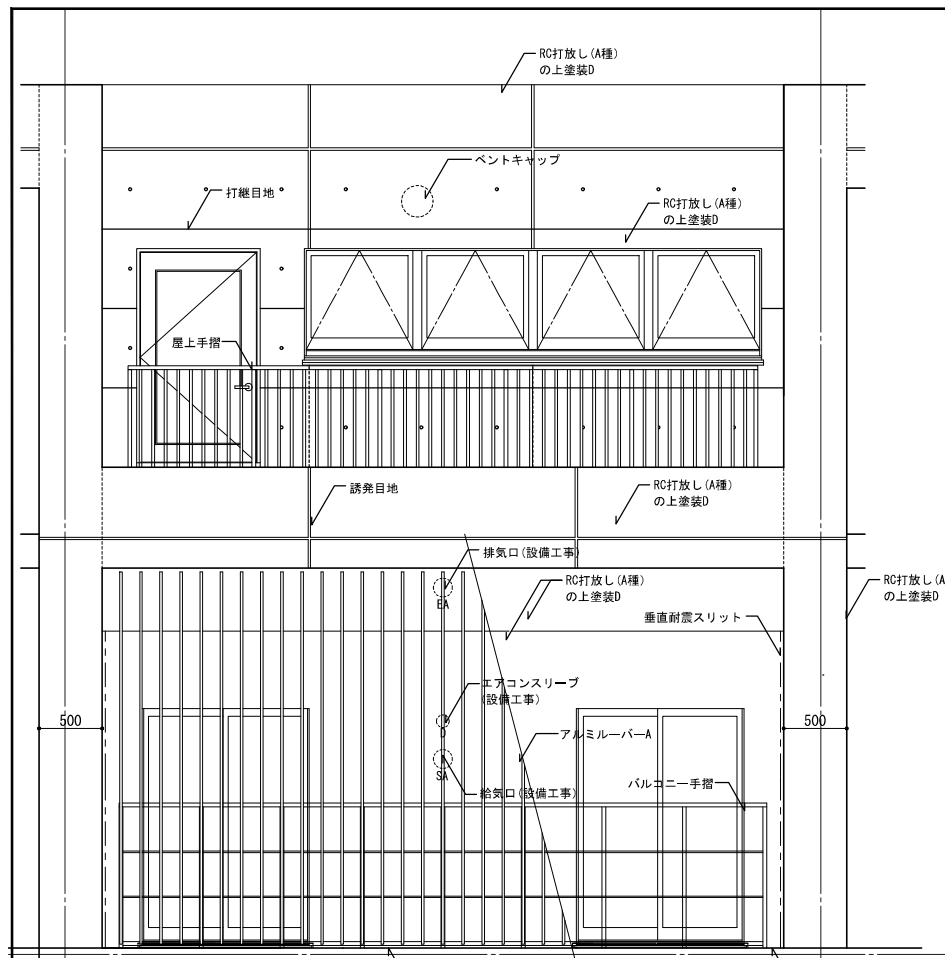 RC打放し(A種)
の上塗装D
ベントキャップ
打継目地
RC打放し(A種)
の上塗装D
屋上手摺
誘発目地
RC打放し(A種)
の上塗装D
排気口(設備工事)
EA
RC打放し(A種)
の上塗装D
RC打放し(A
の上塗装D
垂直耐震スリット
エアコンスリーブ
(設備工事)
D
500
500
アルミルーバーA
SA
給気口(設備工事)
バルコニー手摺